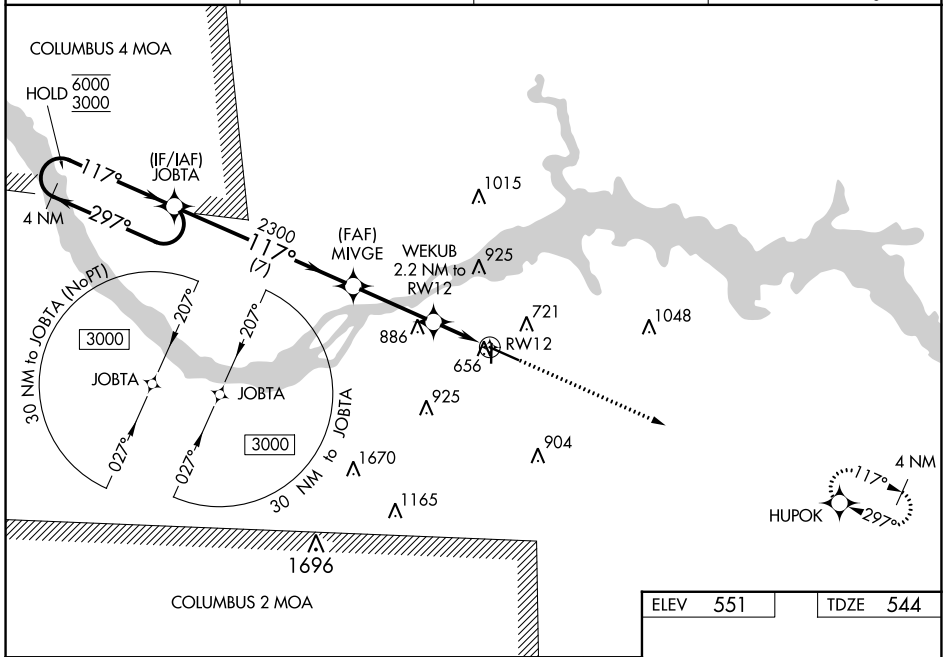 COLUMBUS 4 MOA
HOLD 6000
3000
117°
(IF/IAF)
JOBTA
4 NM
297°
2300
117°
(7)
(FAF)
MIVGE
WEKUB
2.2 NM to
RW12
1015
925
721
1048
886
656
RW12
925
904
1670
1165
1696
30 NM to JOBTA (NoPT)
3000
207°
JOBTA
027°
207°
JOBTA
3000
027°
30 NM to JOBTA
4 NM
117°
HUPOK
297°
COLUMBUS 2 MOA
ELEV 551
TDZE 544